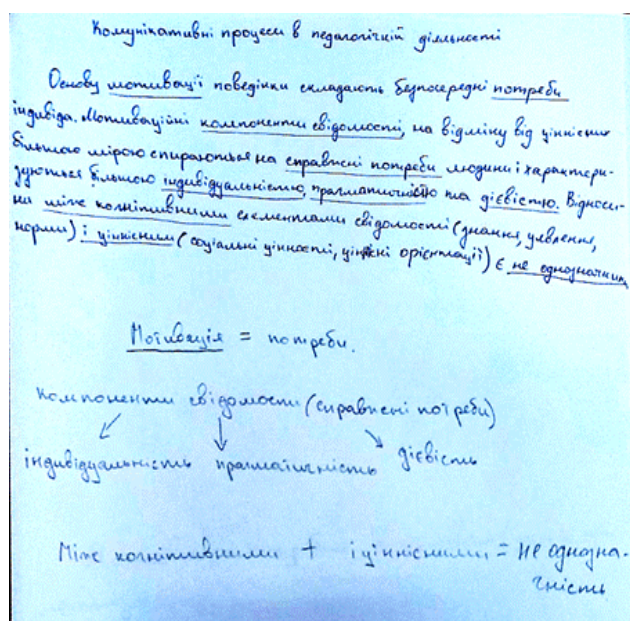 Комунікативні процеси в педагогічній діяльності
Основу мотивації поведінки складають безпосередні потреби
індивіда. Мотиваційні компоненти свідомості, на відміну від ціннісних
більшою мірою спираються на справжні потреби людини і характери-
зуються більшою індивідуальністю, прагматичністю та дієвістю. Відноси-
ни між когнітивними елементами свідомості (знання, уявлення,
норми) і ціннісним (соціальні цінності, ціннісні орієнтації) є не однозначним
Мотивація = потреби.
Компоненти свідомости (справжні потреби)
індивідуальність прагматичність дієвість
Між когнітивними + і ціннісними = не однозна-
чність